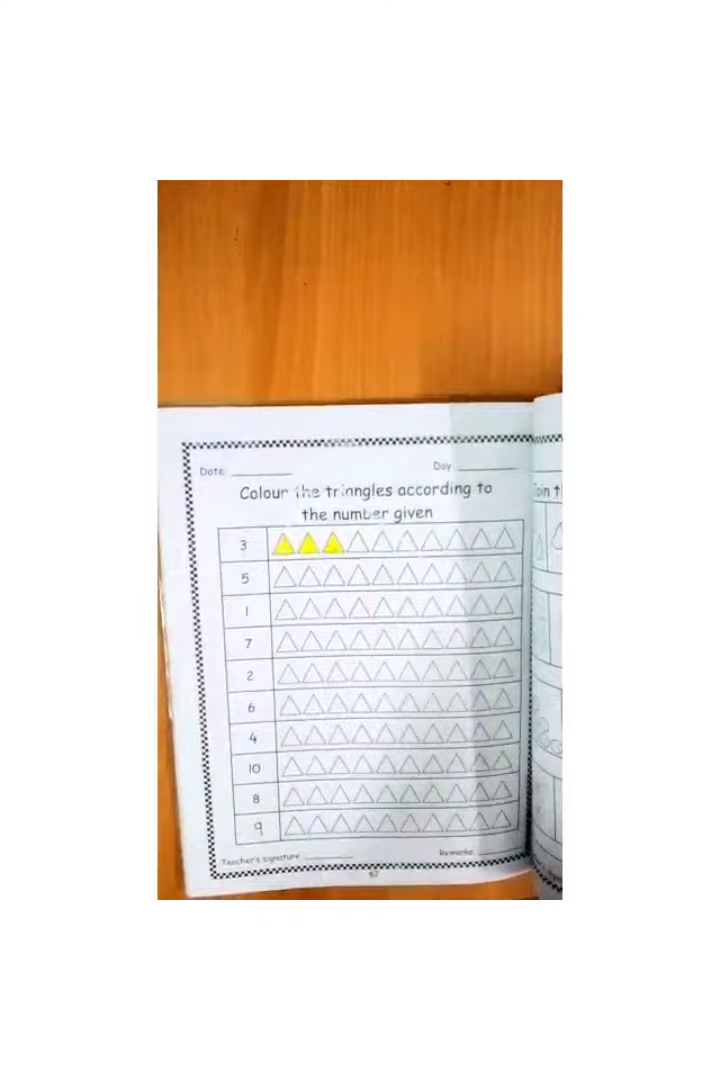 Date
Day
Colour the triangles according to
the number given
3
5
1
7
2
6
4
10
8
9
Teacher's signature
Remarks
Join